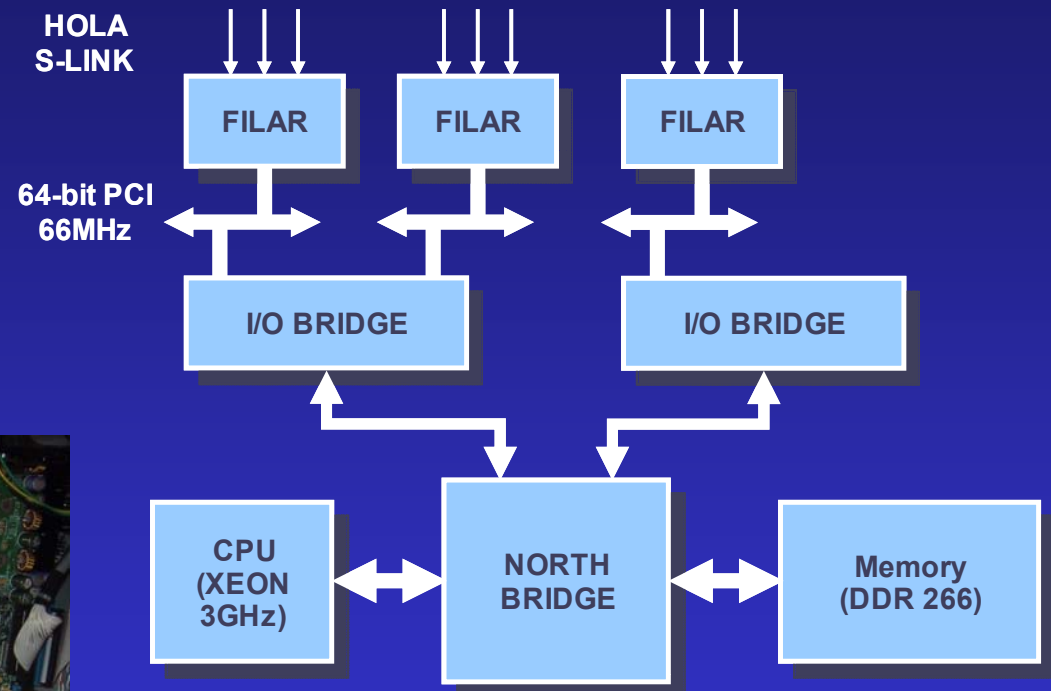 HOLA
S-LINK
FILAR
FILAR
FILAR
64-bit PCI
66MHz
I/O BRIDGE
I/O BRIDGE
CPU
(XEON
3GHz)
NORTH
BRIDGE
Memory
(DDR 266)